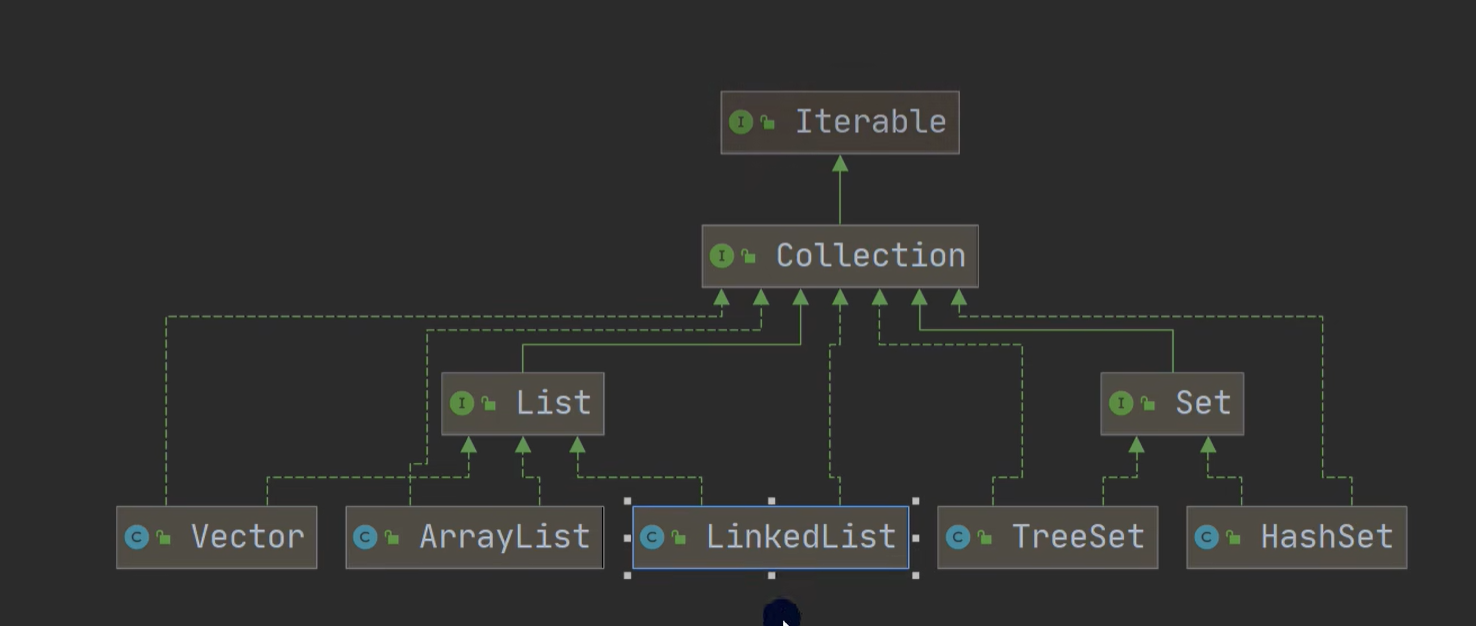 I Iterable
I Collection
I List
I Set
C Vector
C ArrayList
C LinkedList
C TreeSet
C HashSet